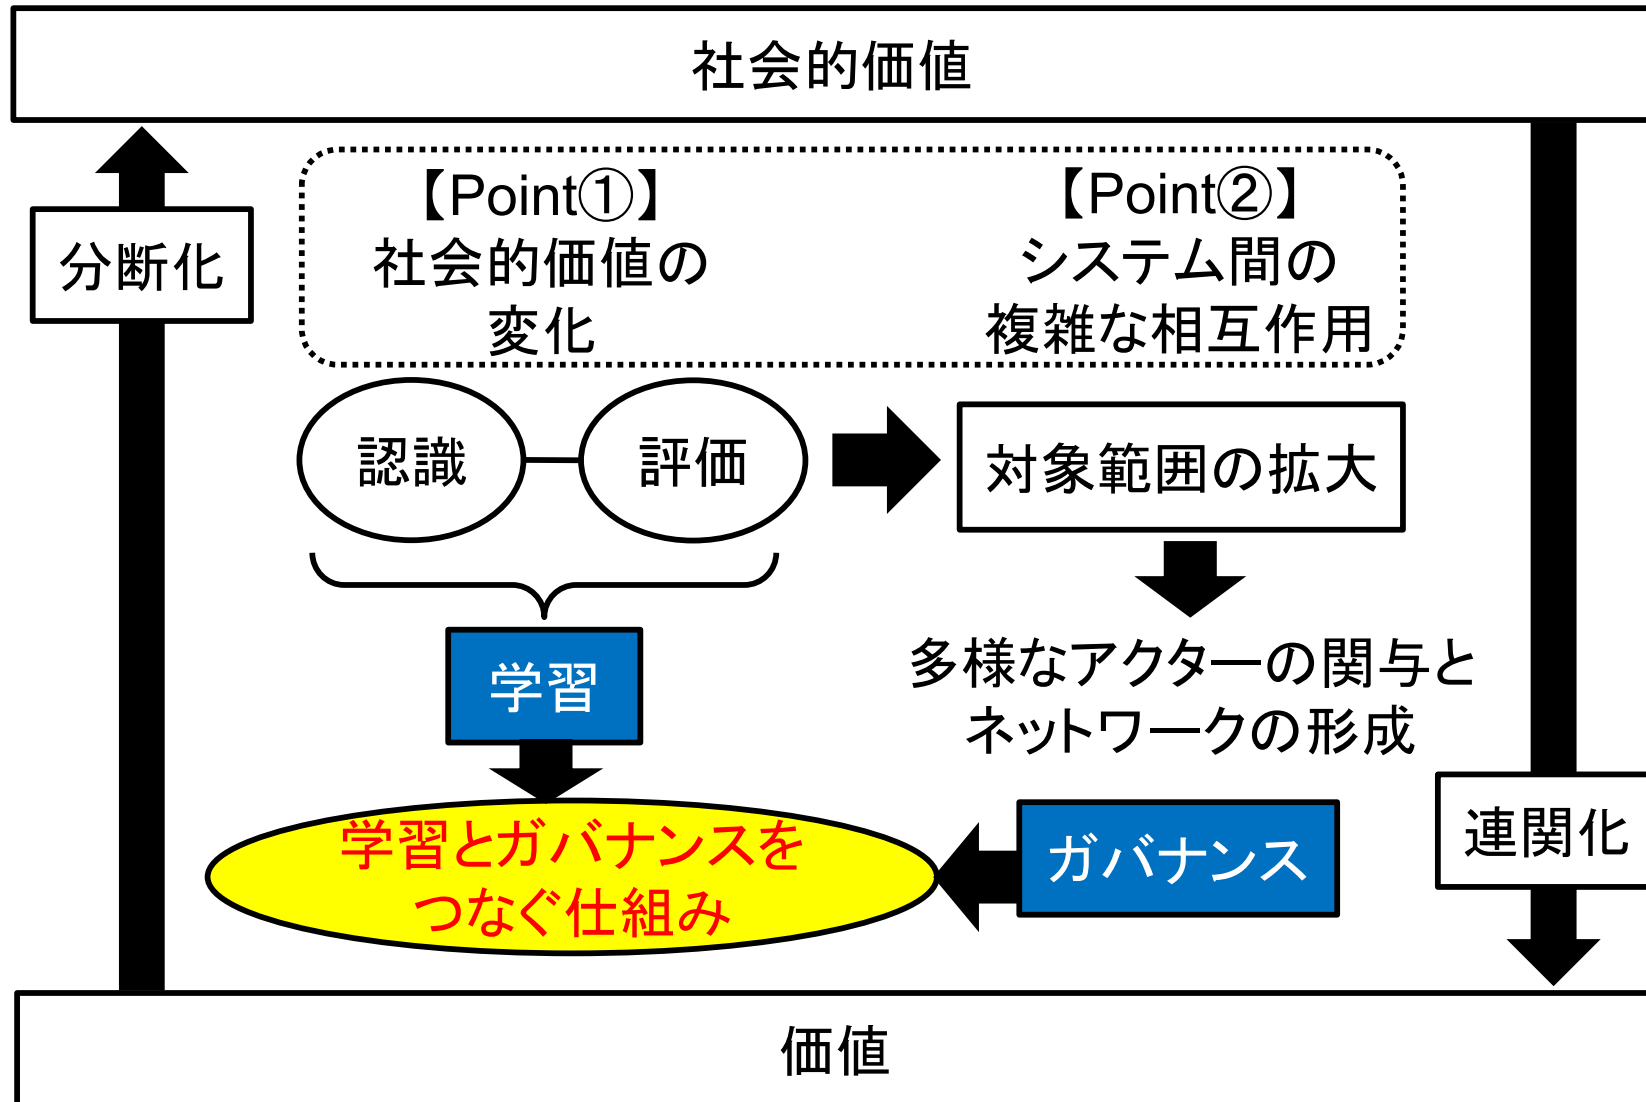 社会的価値
【Point①】
社会的価値の
変化
【Point②】
システム間の
複雑な相互作用
分断化
認識
評価
対象範囲の拡大
学習
多様なアクターの関与と
ネットワークの形成
学習とガバナンスを
つなぐ仕組み
ガバナンス
連関化
価値